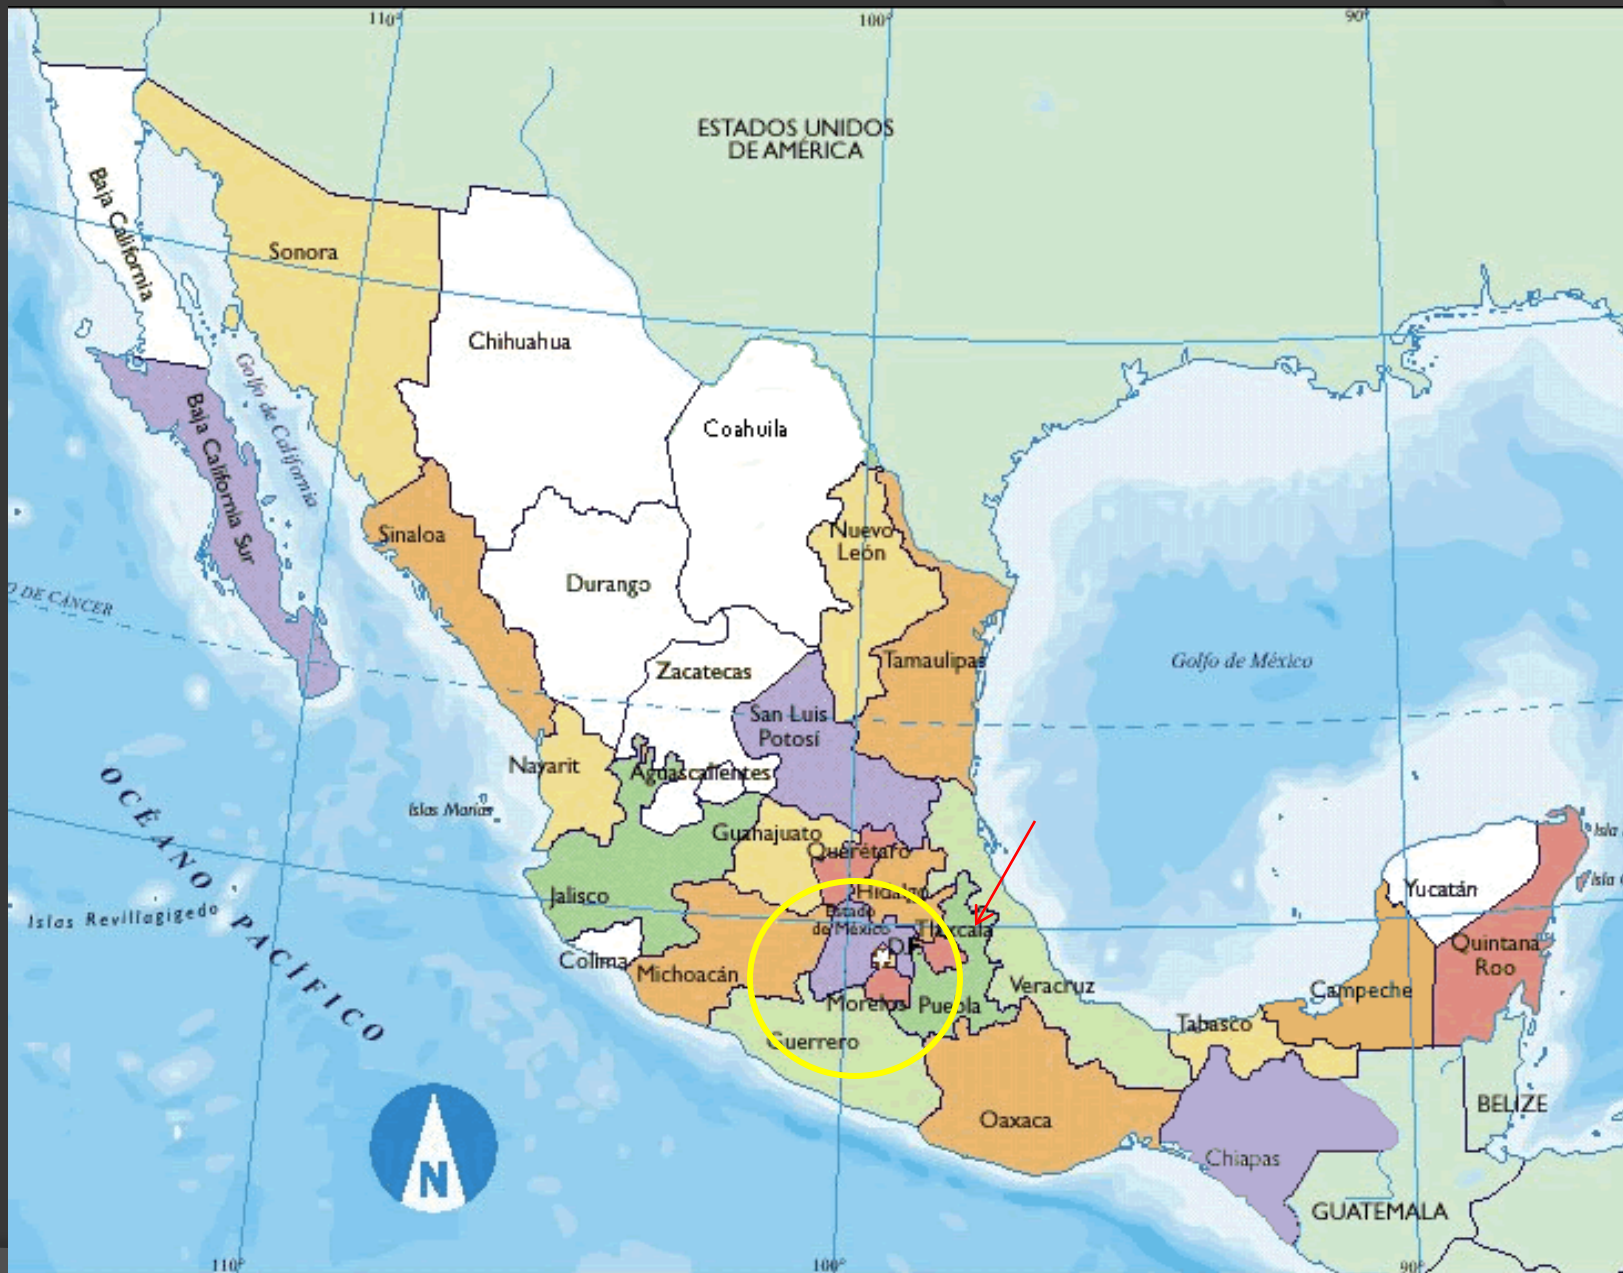 110°
100°
90°
ESTADOS UNIDOS
DE AMÉRICA
Baja California
Sonora
Chihuahua
Golfo de California
Coahuila
Baja California Sur
Sinaloa
Nuevo
León
Durango
DE CÁNCER
Zacatecas
Tamaulipas
Golfo de México
San Luis
Potosí
Nayarit
Aguascalientes
Islas Marías
OCÉANO PACÍFICO
Guanajuato
Querétaro
Isla
Isla
Jalisco
Hidalgo
Yucatán
Islas Revillagigedo
Estado
de México
Tlaxcala
D.F.
Quintana
Roo
Colima
Michoacán
Veracruz
Campeche
Morelos
Puebla
Tabasco
Guerrero
BELIZE
Oaxaca
Chiapas
N
GUATEMALA
110°
100°
90°